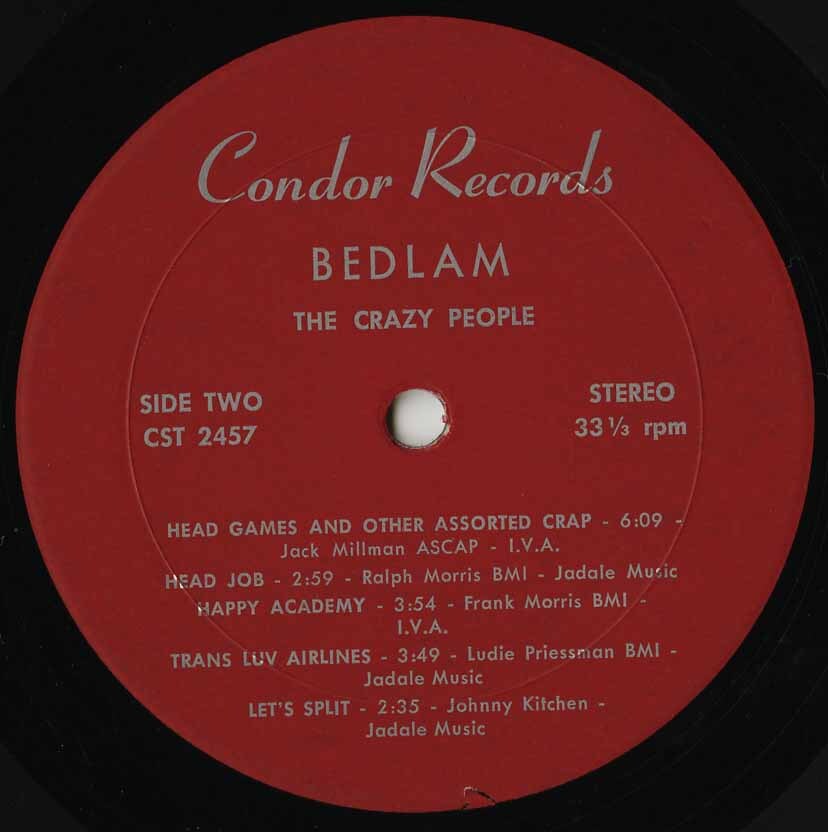 Condor Records
BEDLAM
THE CRAZY PEOPLE
SIDE TWO
CST 2457
STEREO
33 1/3 rpm
HEAD GAMES AND OTHER ASSORTED CRAP - 6:09 -
Jack Millman ASCAP - I.V.A.
HEAD JOB - 2:59 - Ralph Morris BMI - Jadale Music
HAPPY ACADEMY - 3:54 - Frank Morris BMI -
I.V.A.
TRANS LUV AIRLINES - 3:49 - Ludie Priessman BMI -
Jadale Music
LET'S SPLIT - 2:35 - Johnny Kitchen -
Jadale Music